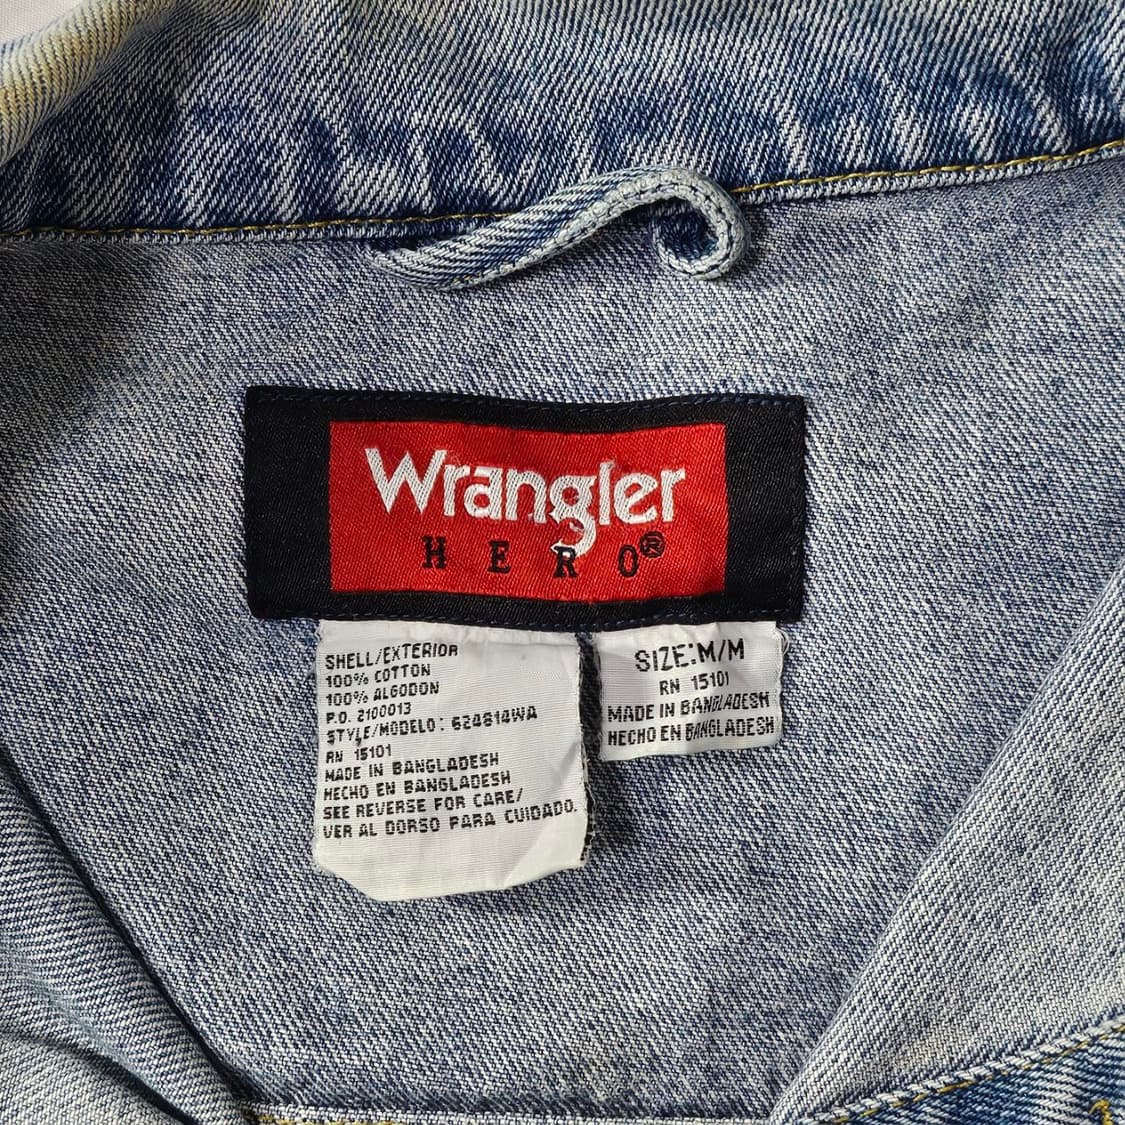 Wrangler
HERO®
SHELL/EXTERIOR
100% COTTON
100% ALGODON
P.O. 2100013
STYLE/MODELO: 624814WA
RN 15101
MADE IN BANGLADESH
HECHO EN BANGLADESH
SEE REVERSE FOR CARE/
VER AL DORSO PARA CUIDADO.
SIZE:M/M
RN 15101
MADE IN BANGLADESH
HECHO EN BANGLADESH